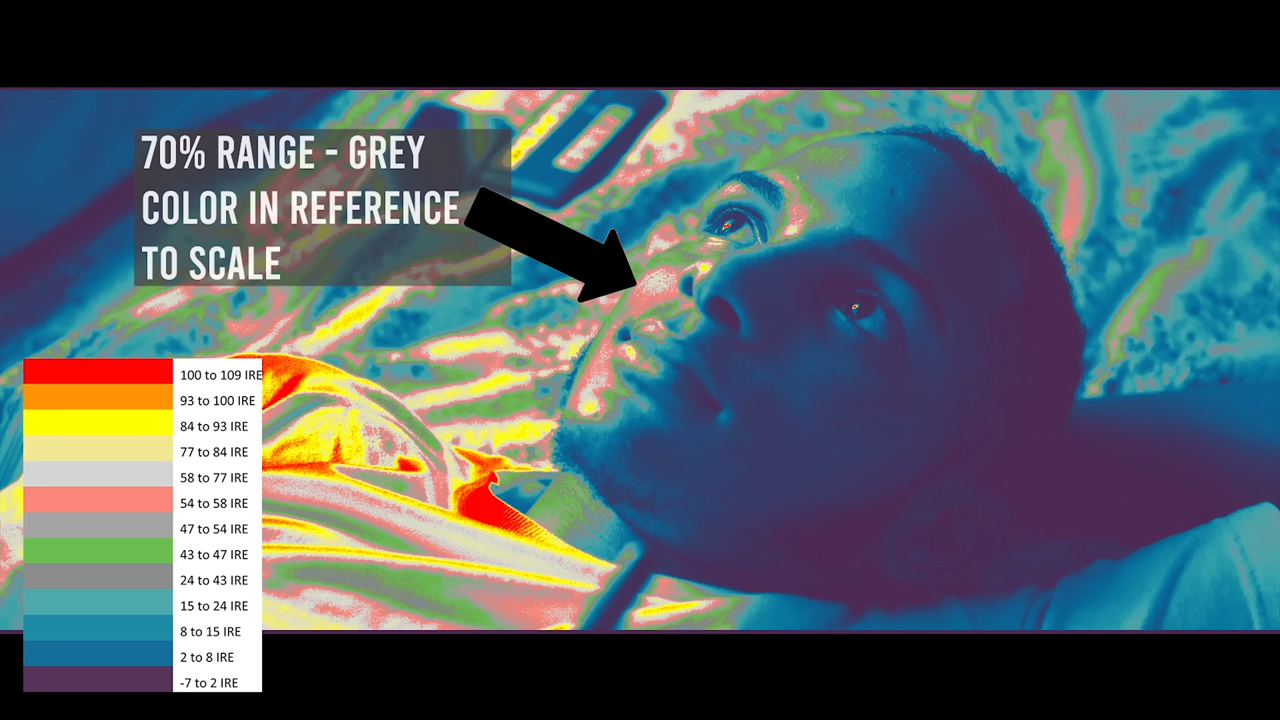 70% RANGE - GREY
COLOR IN REFERENCE
TO SCALE
100 to 109 IRE
93 to 100 IRE
84 to 93 IRE
77 to 84 IRE
58 to 77 IRE
54 to 58 IRE
47 to 54 IRE
43 to 47 IRE
24 to 43 IRE
15 to 24 IRE
8 to 15 IRE
2 to 8 IRE
-7 to 2 IRE